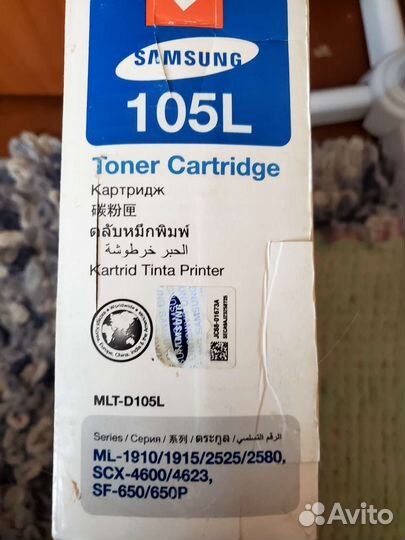 SAMSUNG
105L
Toner Cartridge
Картридж
碳粉匣
ตลับหมึกพิมพ์
الحبر خرطوشة
Kartrid Tinta Printer
JC68-01673A
MLT-D105L
Series / Серия / 系列 / ตระกูล / الرقم التسلسلي
ML-1910/1915/2525/2580,
SCX-4600/4623,
SF-650/650P
Avito